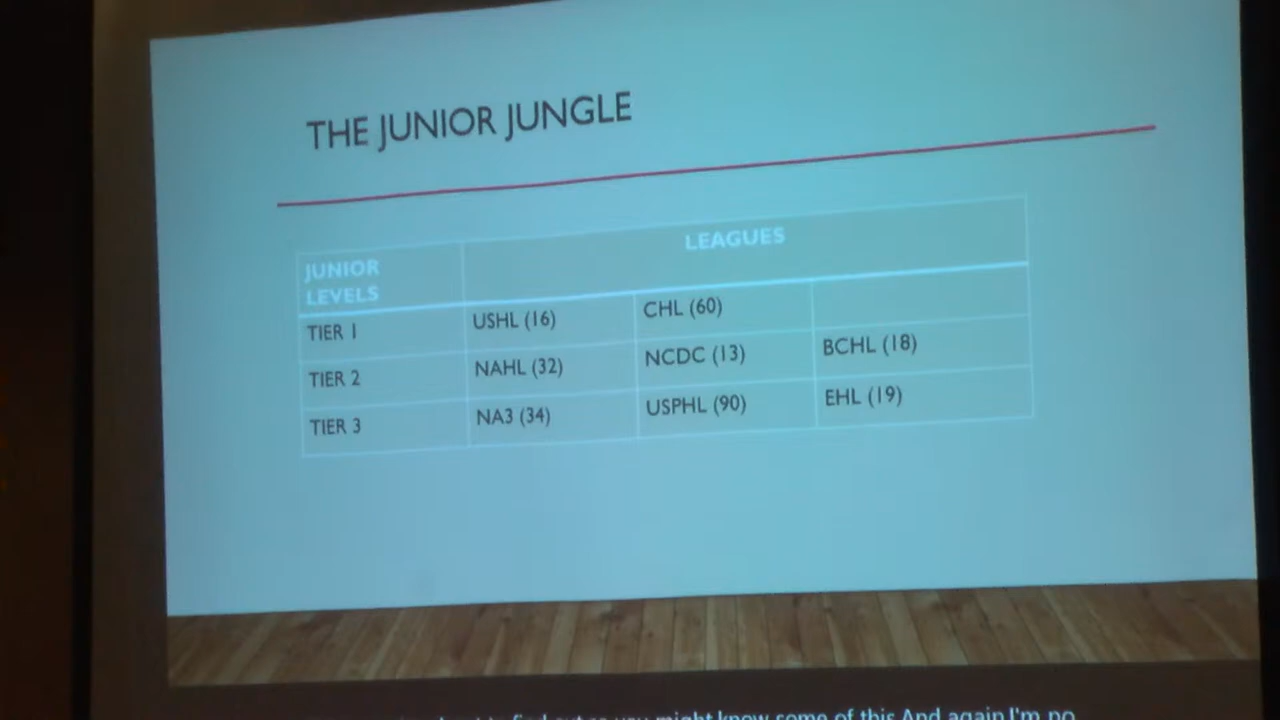 THE JUNIOR JUNGLE
LEAGUES
JUNIOR
LEVELS
TIER 1 USHL (16) CHL (60)
TIER 2 NAHL (32) NCDC (13) BCHL (18)
TIER 3 NA3 (34) USPHL (90) EHL (19)
might know some of this And again I'm no